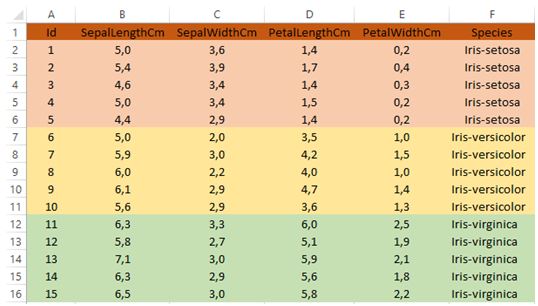 A B C D E F
1 Id SepalLengthCm SepalWidthCm PetalLengthCm PetalWidthCm Species
2 1 5,0 3,6 1,4 0,2 Iris-setosa
3 2 5,4 3,9 1,7 0,4 Iris-setosa
4 3 4,6 3,4 1,4 0,3 Iris-setosa
5 4 5,0 3,4 1,5 0,2 Iris-setosa
6 5 4,4 2,9 1,4 0,2 Iris-setosa
7 6 5,0 2,0 3,5 1,0 Iris-versicolor
8 7 5,9 3,0 4,2 1,5 Iris-versicolor
9 8 6,0 2,2 4,0 1,0 Iris-versicolor
10 9 6,1 2,9 4,7 1,4 Iris-versicolor
11 10 5,6 2,9 3,6 1,3 Iris-versicolor
12 11 6,3 3,3 6,0 2,5 Iris-virginica
13 12 5,8 2,7 5,1 1,9 Iris-virginica
14 13 7,1 3,0 5,9 2,1 Iris-virginica
15 14 6,3 2,9 5,6 1,8 Iris-virginica
16 15 6,5 3,0 5,8 2,2 Iris-virginica